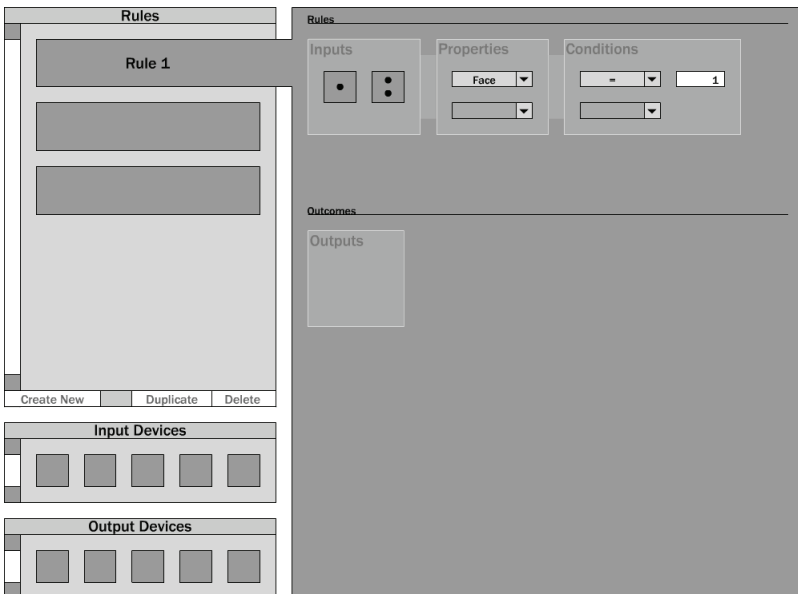 Rules
Rule 1
Create New
Duplicate
Delete
Input Devices
Output Devices
Rules
Inputs
Properties
Conditions
Face
=
1
Outcomes
Outputs